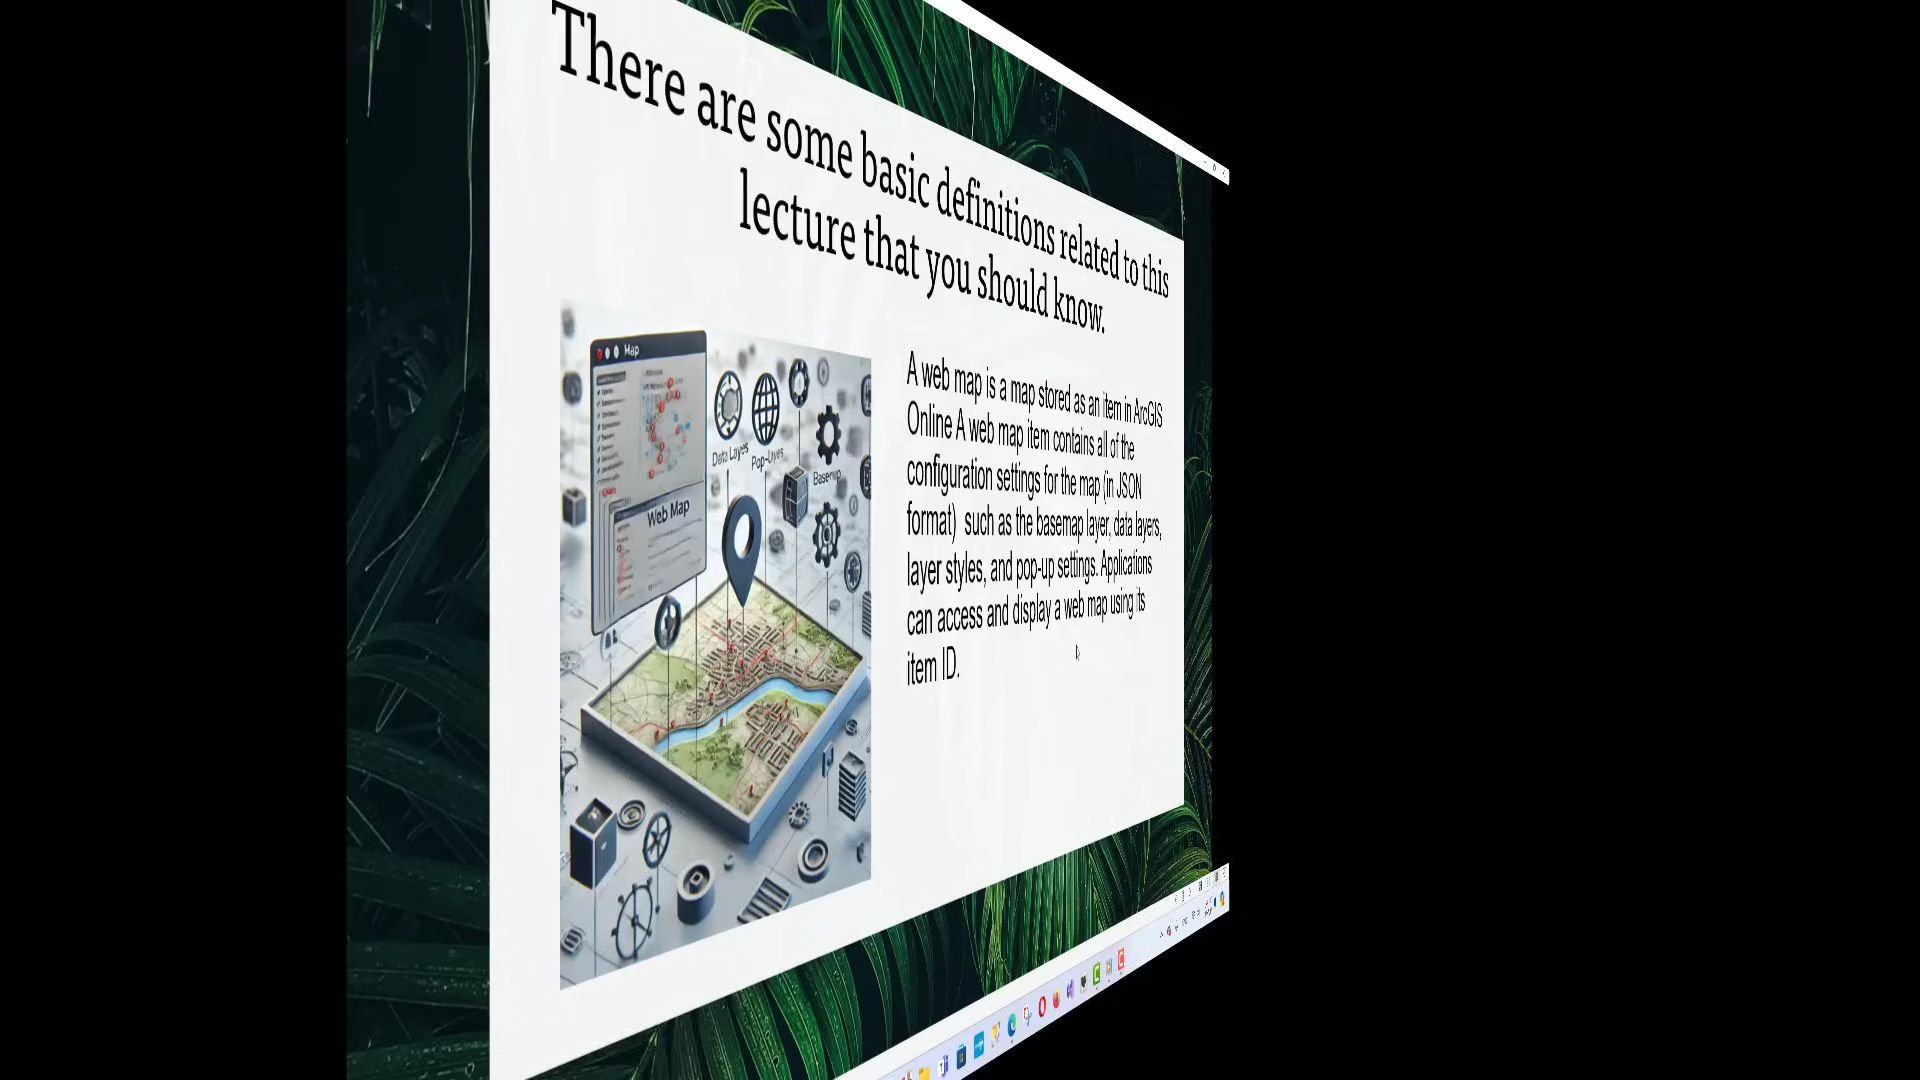 There are some basic definitions related to this
lecture that you should know.
Map
Web Map
Data Layes
Pop-Liyes
Basemap
A web map is a map stored as an item in ArcGIS
Online A web map item contains all of the
configuration settings for the map (in JSON
format)  such as the basemap layer, data layers,
layer styles, and pop-up settings. Applications
can access and display a web map using its
item ID.